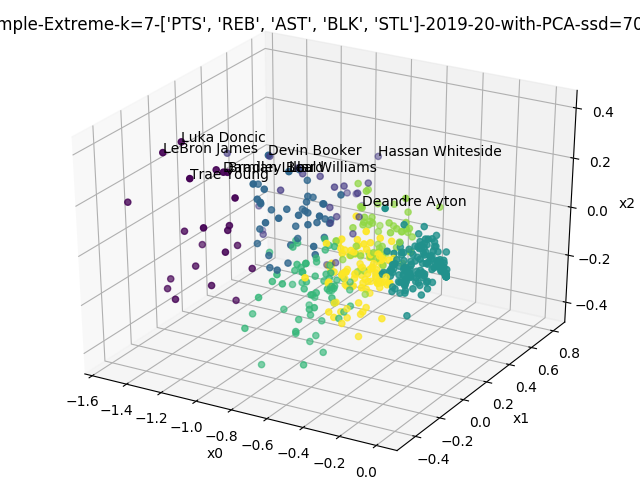 mple-Extreme-k=7-['PTS', 'REB', 'AST', 'BLK', 'STL']-2019-20-with-PCA-ssd=70
Luka Doncic
LeBron James
Devin Booker
Hassan Whiteside
Williams
Trae Young
Deandre Ayton
0.4
0.2
x2
0.0
−0.2
−0.4
0.8
0.6
0.4
0.2
x1
0.0
−0.2
−0.4
−1.6
−1.4
−1.2
−1.0
−0.8
−0.6
−0.4
−0.2
0.0
x0